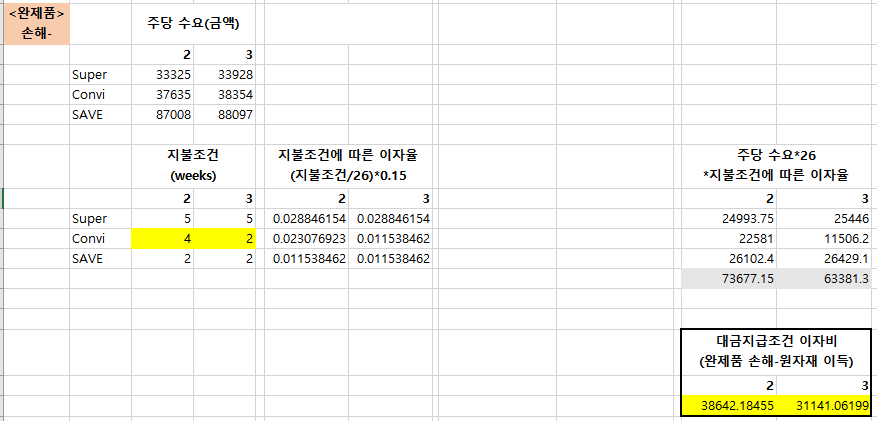 <완제품>
손해-
주당 수요(금액)
2 3
Super 33325 33928
Convi 37635 38354
SAVE 87008 88097
지불조건
(weeks)
지불조건에 따른 이자율
(지불조건/26)*0.15
주당 수요*26
*지불조건에 따른 이자율
2 3 2 3 2 3
Super 5 5 0.028846154 0.028846154 24993.75 25446
Convi 4 2 0.023076923 0.011538462 22581 11506.2
SAVE 2 2 0.011538462 0.011538462 26102.4 26429.1
73677.15 63381.3
대금지급조건 이자비
(완제품 손해-원자재 이득)
2 3
38642.18455 31141.06199